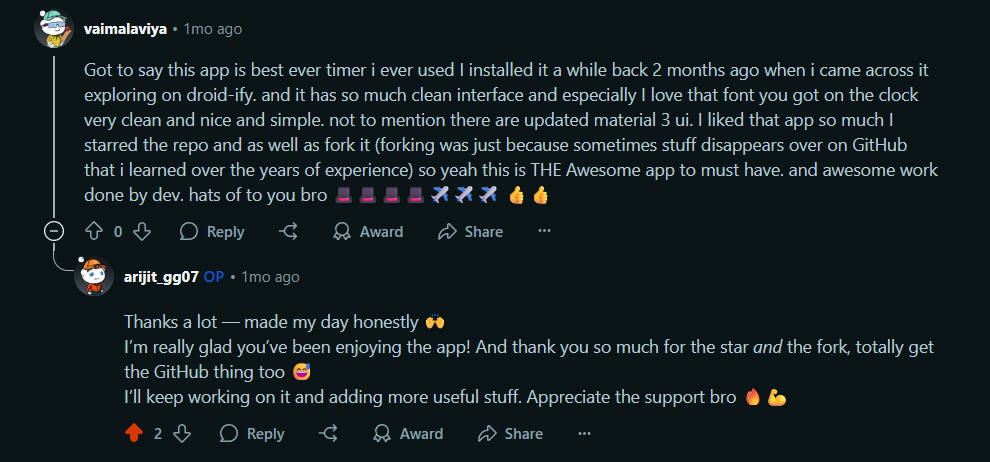 vaimalaviya • 1mo ago
Got to say this app is best ever timer i ever used I installed it a while back 2 months ago when i came across it
exploring on droid-ify. and it has so much clean interface and especially I love that font you got on the clock
very clean and nice and simple. not to mention there are updated material 3 ui. I liked that app so much I
starred the repo and as well as fork it (forking was just because sometimes stuff disappears over on GitHub
that i learned over the years of experience) so yeah this is THE Awesome app to must have. and awesome work
done by dev. hats of to you bro 🎩🎩🎩🎩✈️✈️✈️ 👍👍
0 Reply Award Share ···
arijit_gg07 OP • 1mo ago
Thanks a lot — made my day honestly 🙌
I’m really glad you’ve been enjoying the app! And thank you so much for the star and the fork, totally get
the GitHub thing too 😅
I’ll keep working on it and adding more useful stuff. Appreciate the support bro 🔥💪
2 Reply Award Share ···